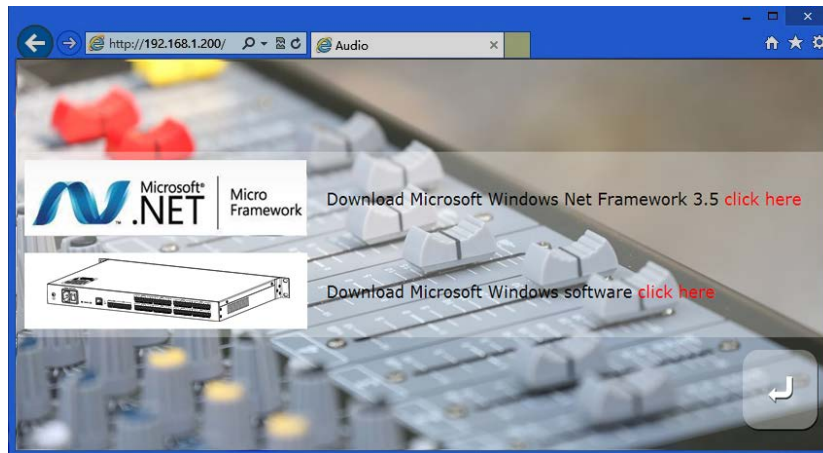 http://192.168.1.200/
Audio
Microsoft®
.NET
™
Micro
Framework
Download Microsoft Windows Net Framework 3.5 click here
Download Microsoft Windows software click here